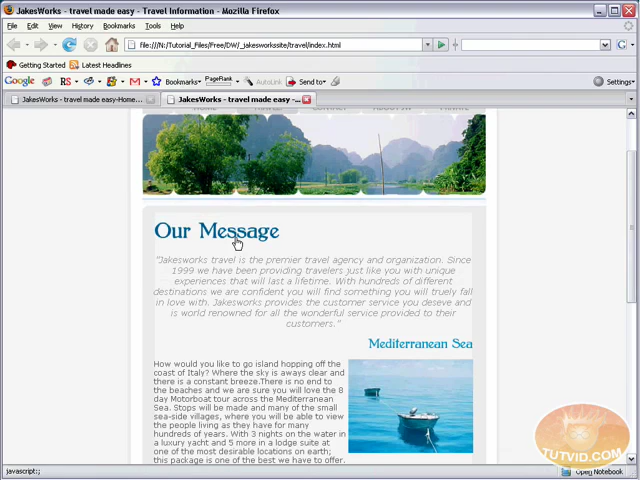 JakesWorks - travel made easy - Travel Information - Mozilla Firefox
File Edit View History Bookmarks Tools Help
file:///N:/Tutorial_Files/Free/DW/_jakesworkssite/travel/index.html
Getting Started Latest Headlines
Google RS Bookmarks PageRank AutoLink Send to Settings
JakesWorks - travel made easy-Home... JakesWorks - travel made easy -...
Our Message
"Jakesworks travel is the premier travel agency and organization. Since
1999 we have been providing travelers just like you with unique
experiences that will last a lifetime. With hundreds of different
destinations we are confident you will find something you will truely fall
in love with. Jakesworks provides the customer service you deseve and
is world renowned for all the wonderful service provided to their
customers."
Mediterranean Sea
How would you like to go island hopping off the
coast of Italy? Where the sky is aways clear and
there is a constant breeze.There is no end to
the beaches and we are sure you will love the 8
day Motorboat tour across the Mediterranean
Sea. Stops will be made and many of the small
sea-side villages, where you will be able to view
the people living as they have for many
hundreds of years. With 3 nights on the water in
a luxury yacht and 5 more in a lodge suite at
one of the most desirable locations on earth;
this package is one of the best we have to offer.
TUTVID.COM
javascript:; Open Notebook